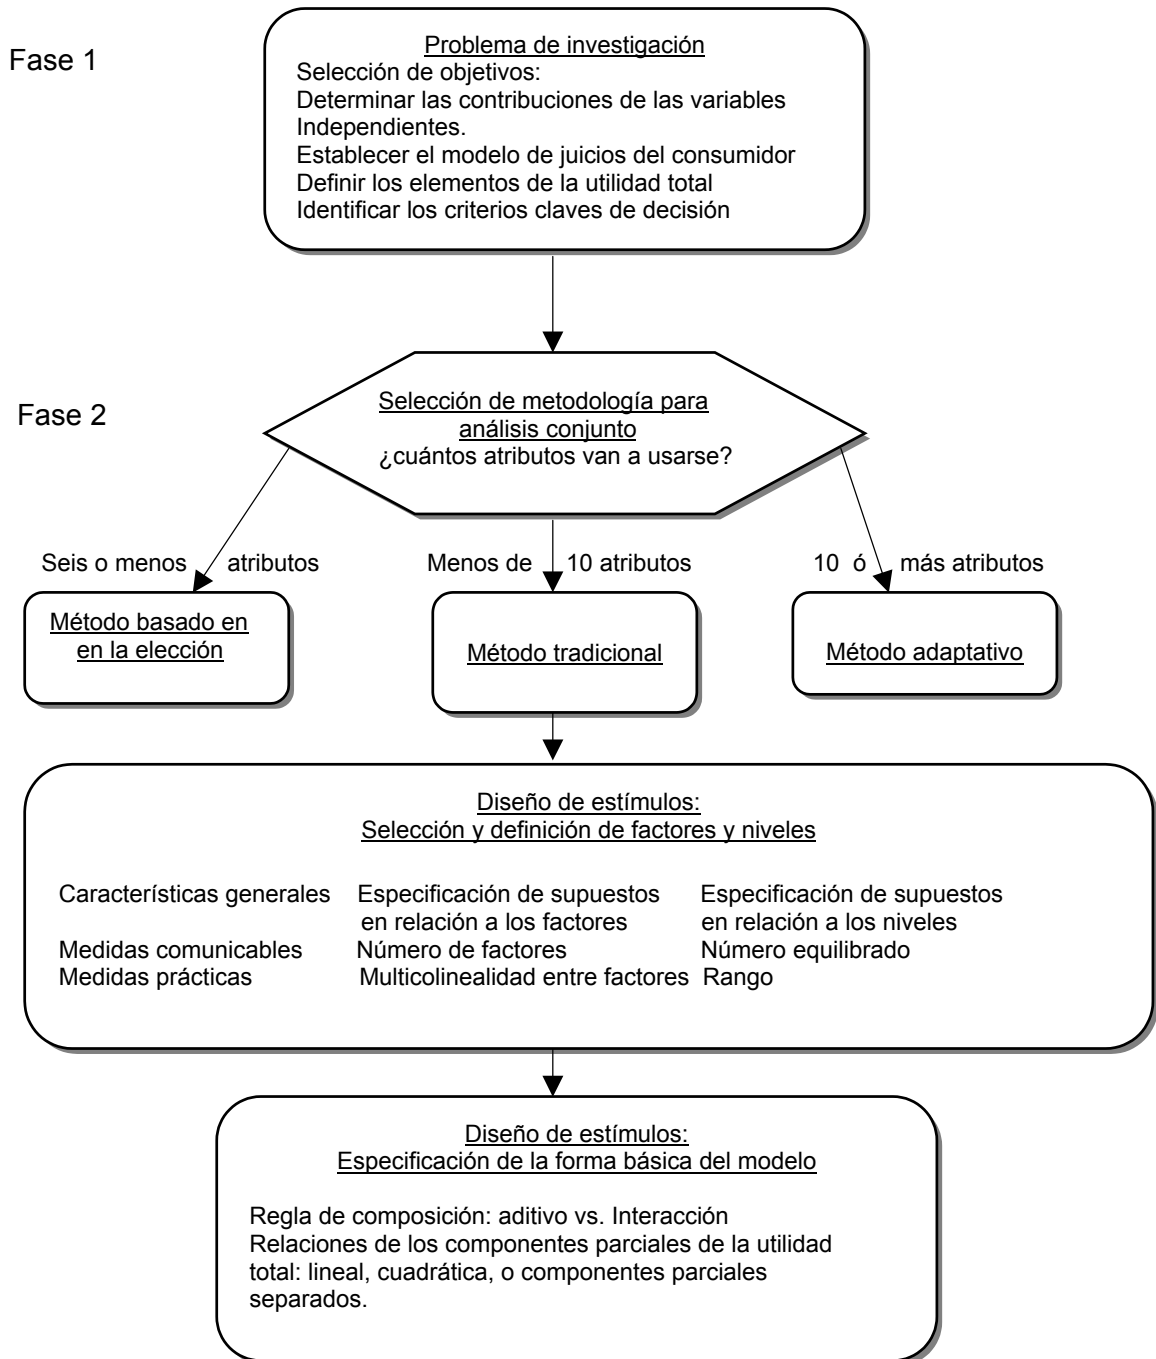 Fase 1
Problema de investigación
Selección de objetivos:
Determinar las contribuciones de las variables
Independientes.
Establecer el modelo de juicios del consumidor
Definir los elementos de la utilidad total
Identificar los criterios claves de decisión
Fase 2
Selección de metodología para
análisis conjunto
¿cuántos atributos van a usarse?
Seis o menos atributos
Menos de 10 atributos
10 ó más atributos
Método basado en
en la elección
Método tradicional
Método adaptativo
Diseño de estímulos:
Selección y definición de factores y niveles
Características generales Especificación de supuestos Especificación de supuestos
en relación a los factores en relación a los niveles
Medidas comunicables Número de factores Número equilibrado
Medidas prácticas Multicolinealidad entre factores Rango
Diseño de estímulos:
Especificación de la forma básica del modelo
Regla de composición: aditivo vs. Interacción
Relaciones de los componentes parciales de la utilidad
total: lineal, cuadrática, o componentes parciales
separados.